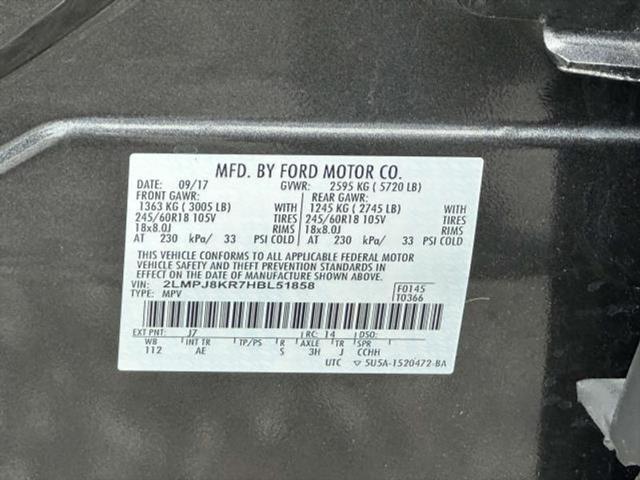 MFD. BY FORD MOTOR CO.
DATE: 09/17 GVWR: 2595 KG ( 5720 LB)
FRONT GAWR: REAR GAWR:
1363 KG ( 3005 LB) WITH 1245 KG ( 2745 LB) WITH
245/60R18 105V TIRES 245/60R18 105V TIRES
18x8.0J RIMS 18x8.0J RIMS
AT 230 kPa/ 33 PSI COLD AT 230 kPa/ 33 PSI COLD
THIS VEHICLE CONFORMS TO ALL APPLICABLE FEDERAL MOTOR
VEHICLE SAFETY AND THEFT PREVENTION STANDARDS IN EFFECT
ON THE DATE OF MANUFACTURE SHOWN ABOVE.
VIN: 2LMPJ8KR7HBL51858 F0145
TYPE: MPV T0366
EXT PNT: J7 RC: 14 DSO:
WB INT TR TP/PS R AXLE TR SPR
112 AE S 3H J CCHH
UTC ▽ 5U5A-1520472-BA